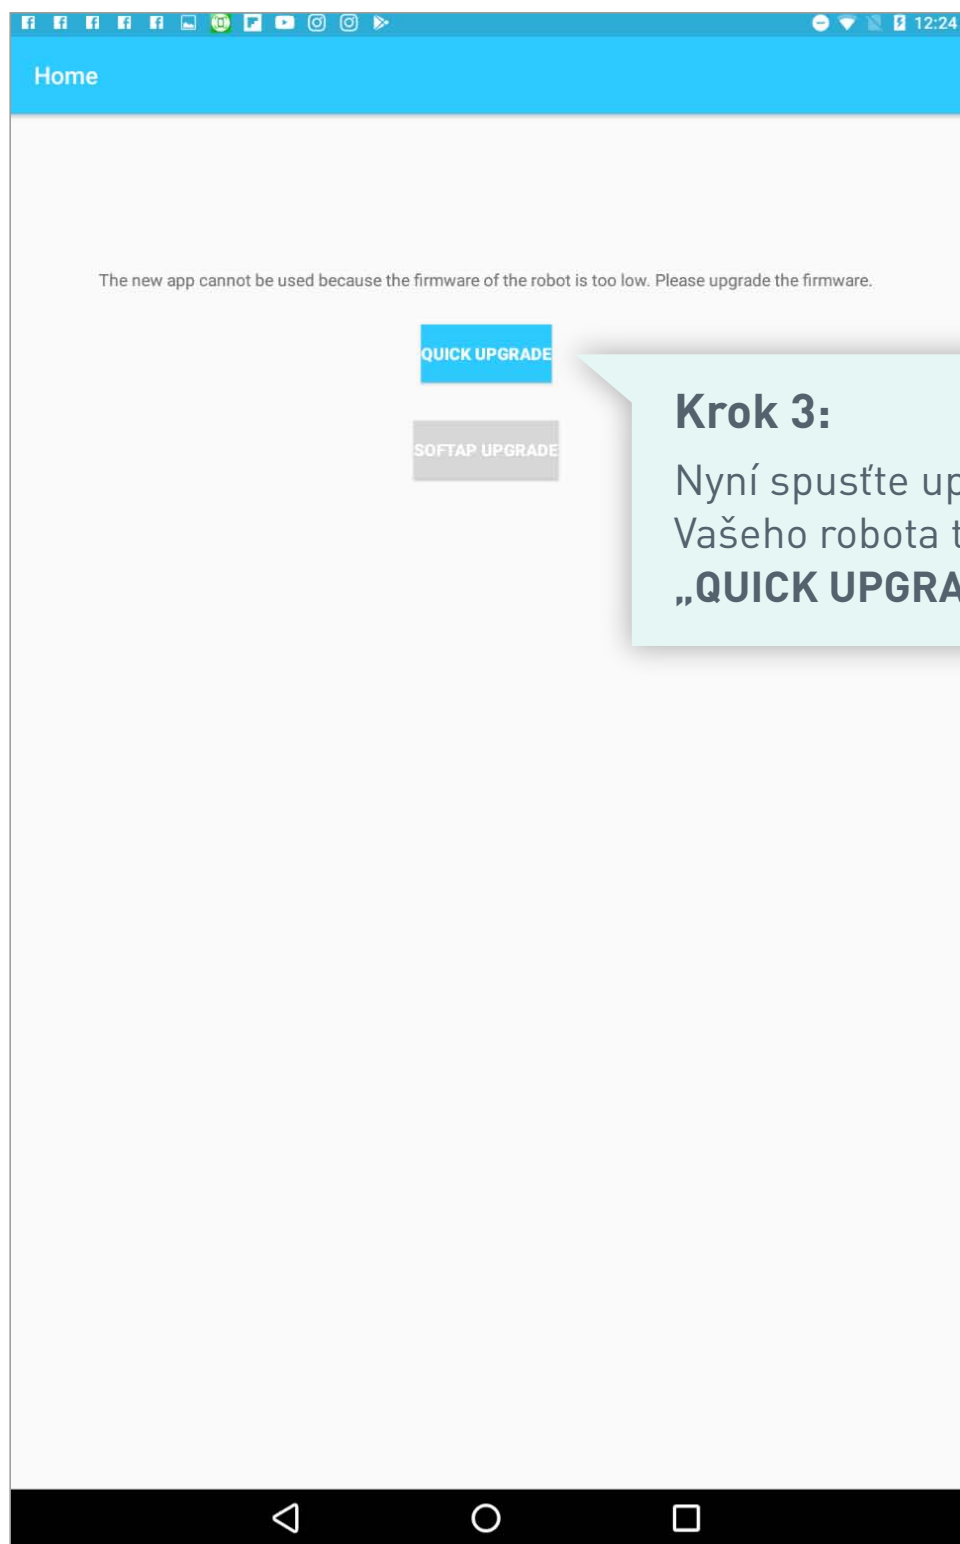 12:24
Home
The new app cannot be used because the firmware of the robot is too low. Please upgrade the firmware.
QUICK UPGRADE
SOFTAP UPGRADE
Krok 3:
Nyní spusťte
Vašeho robota
„QUICK